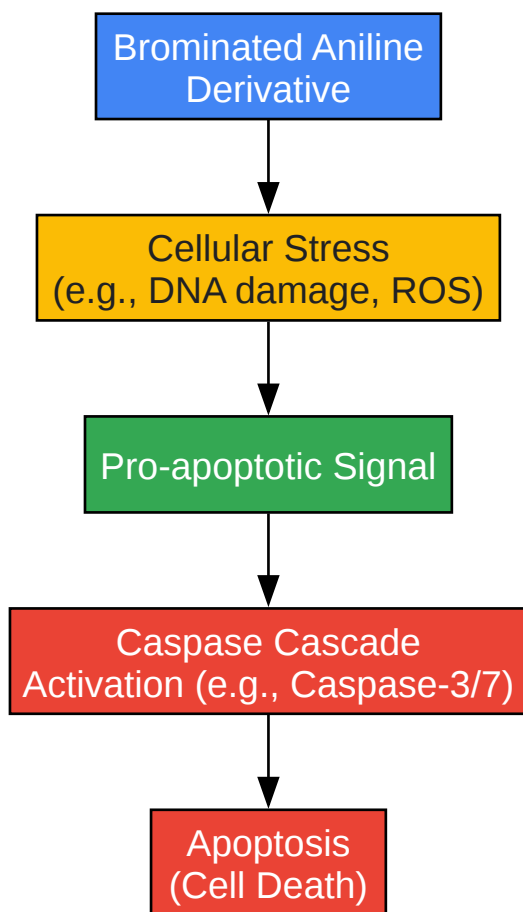 Brominated Aniline
Derivative
Cellular Stress
(e.g., DNA damage, ROS)
Pro-apoptotic Signal
Caspase Cascade
Activation (e.g., Caspase-3/7)
Apoptosis
(Cell Death)